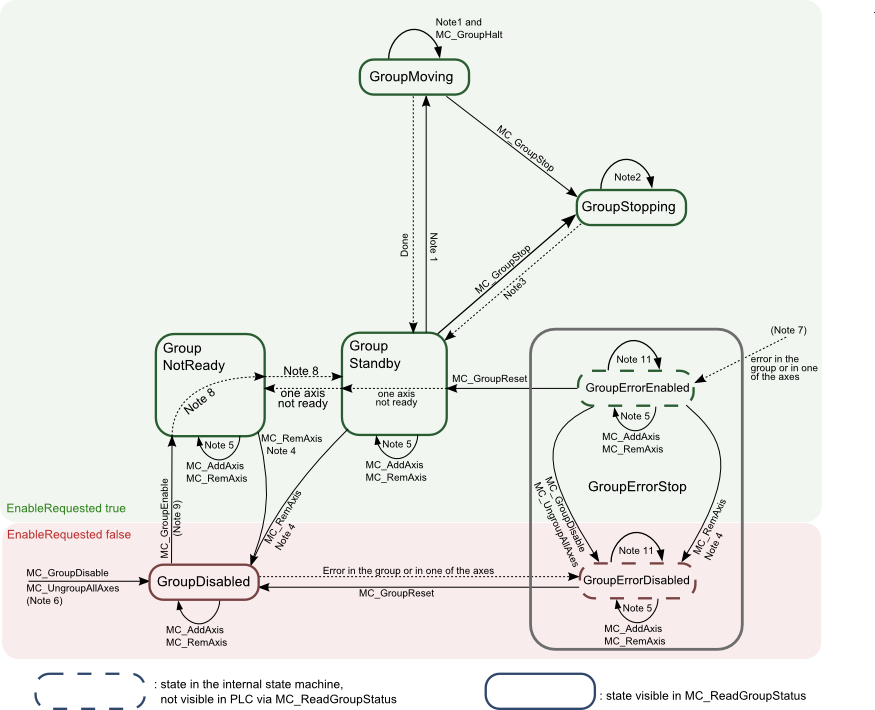 Note1 and
MC_GroupHalt
GroupMoving
MC_GroupStop
Note2
GroupStopping
Done
Note 1
MC_GroupStop
Note3
(Note 7)
error in the
group or in one
of the axes
Group
NotReady
Note 8
Note 8
one axis
not ready
Group
Standby
one axis
not ready
MC_GroupReset
Note 11
GroupErrorEnabled
Note 5
MC_AddAxis
MC_RemAxis
Note 5
MC_AddAxis
MC_RemAxis
MC_RemAxis
Note 4
Note 5
MC_AddAxis
MC_RemAxis
MC_GroupEnable
(Note 9)
MC_RemAxis
Note 4
GroupErrorStop
MC_GroupDisable
MC_UngroupAllAxes
MC_RemAxis
Note 4
EnableRequested true
EnableRequested false
MC_GroupDisable
MC_UngroupAllAxes
(Note 6)
GroupDisabled
Error in the group or in one of the axes
MC_GroupReset
Note 11
GroupErrorDisabled
Note 5
MC_AddAxis
MC_RemAxis
MC_AddAxis
MC_RemAxis
: state in the internal state machine,
not visible in PLC via MC_ReadGroupStatus
: state visible in MC_ReadGroupStatus